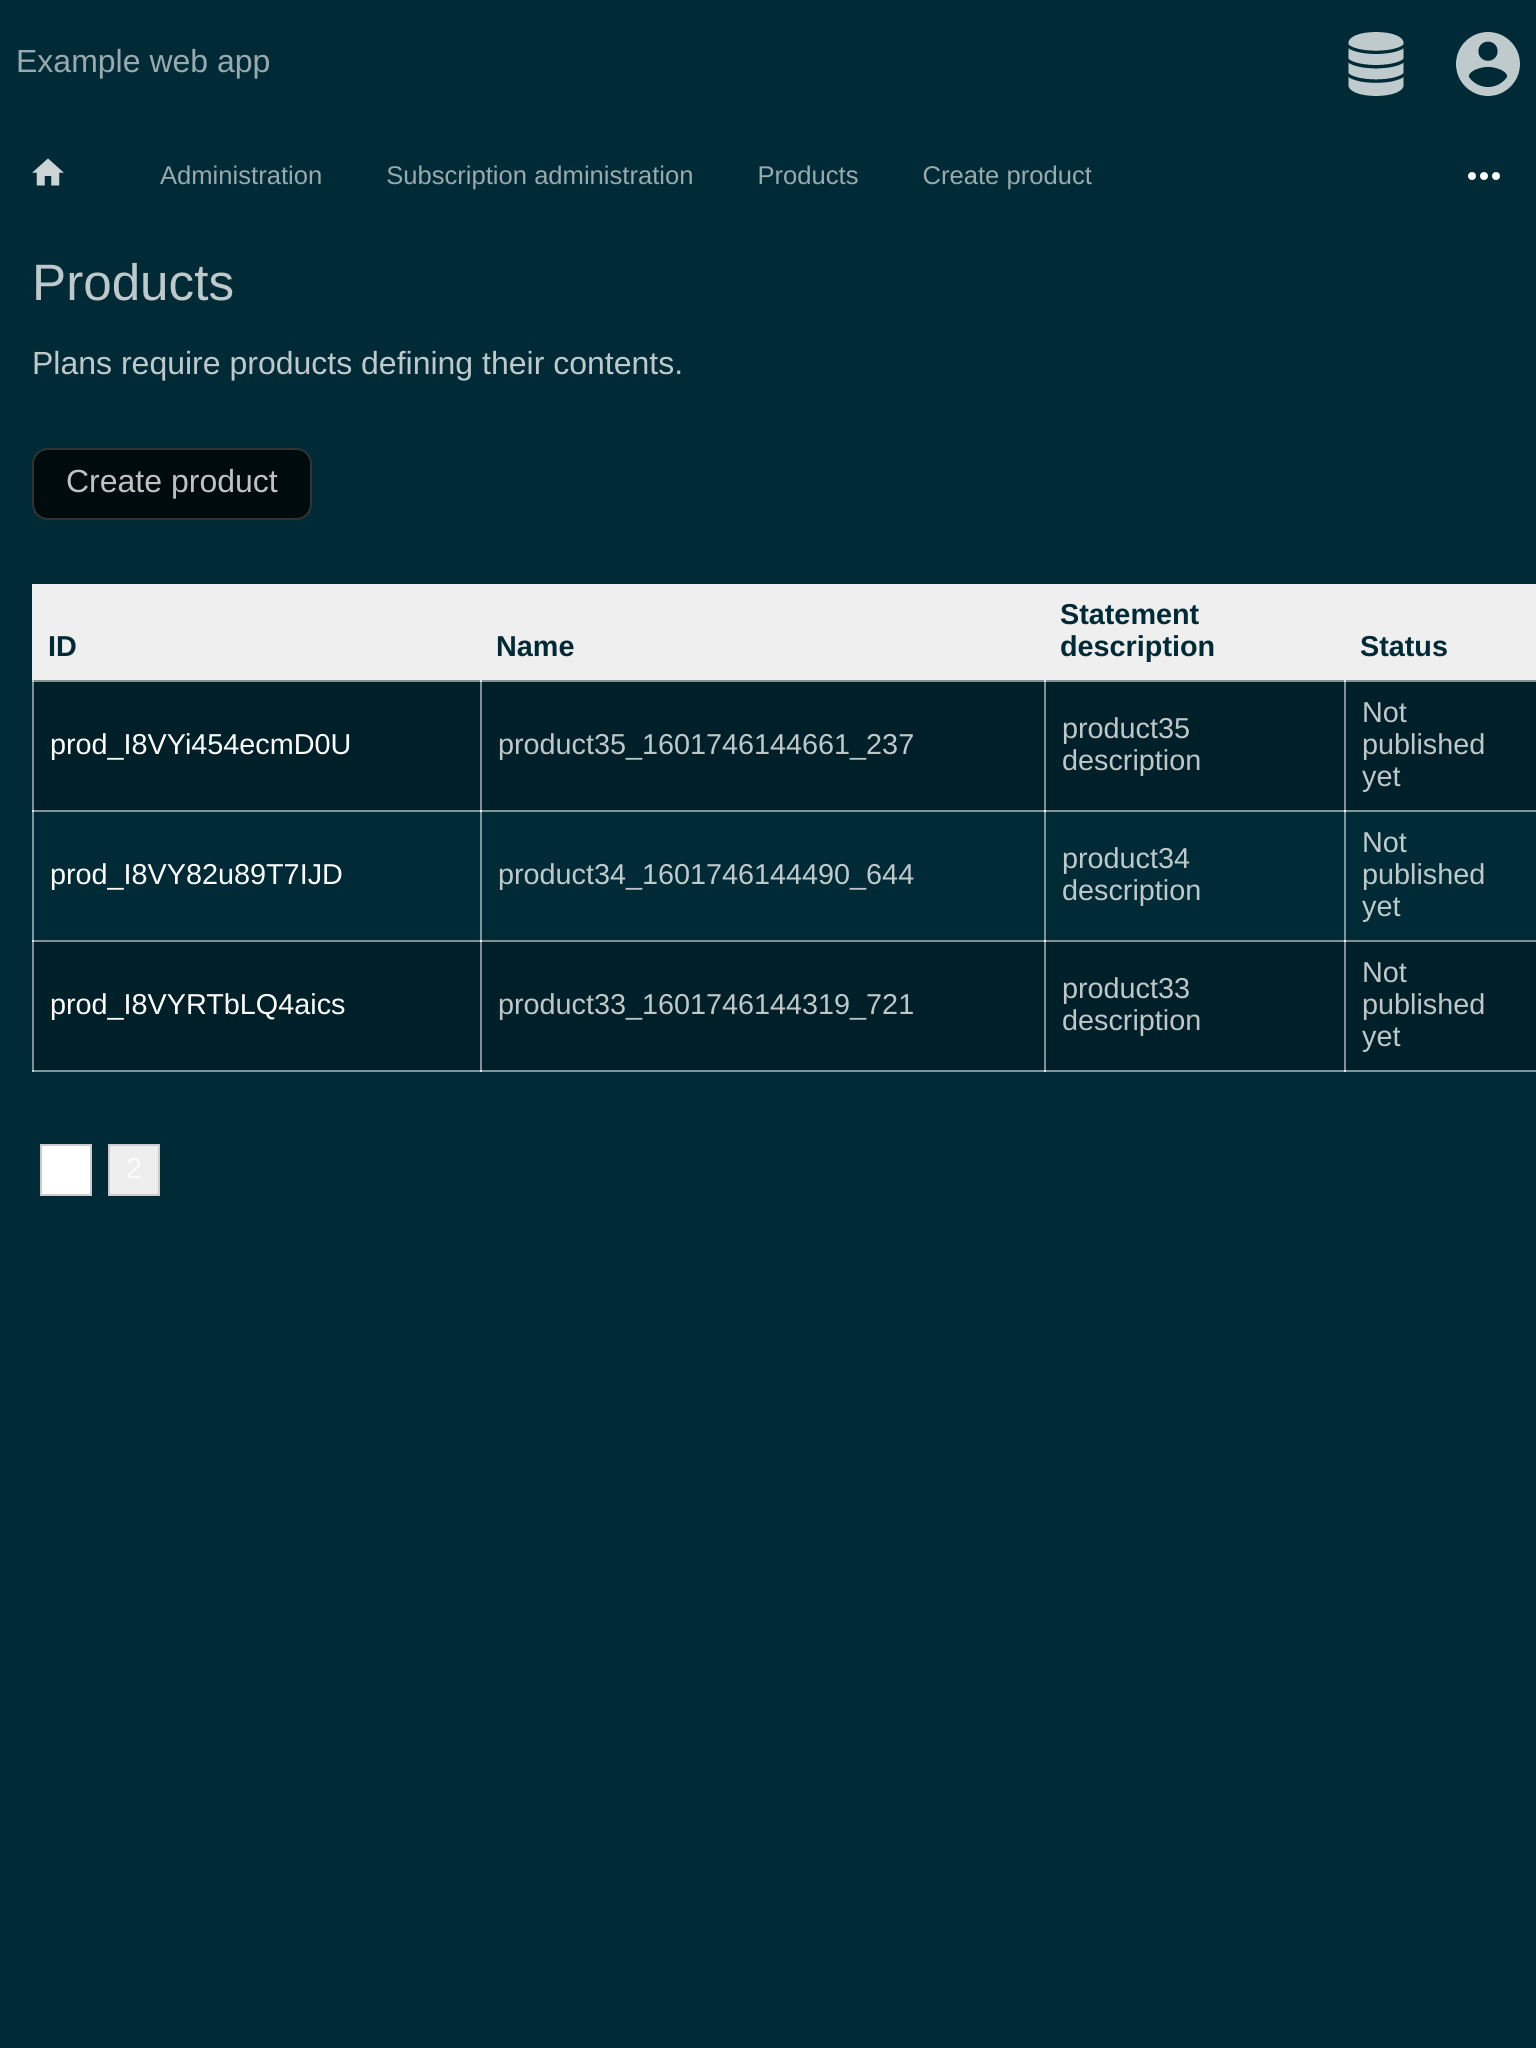 Example web app
Administration Subscription administration Products Create product
Products
Plans require products defining their contents.
Create product
ID Name Statement description Status
prod_I8VYi454ecmD0U product35_1601746144661_237 product35 description Not published yet
prod_I8VY82u89T7IJD product34_1601746144490_644 product34 description Not published yet
prod_I8VYRTbLQ4aics product33_1601746144319_721 product33 description Not published yet
2